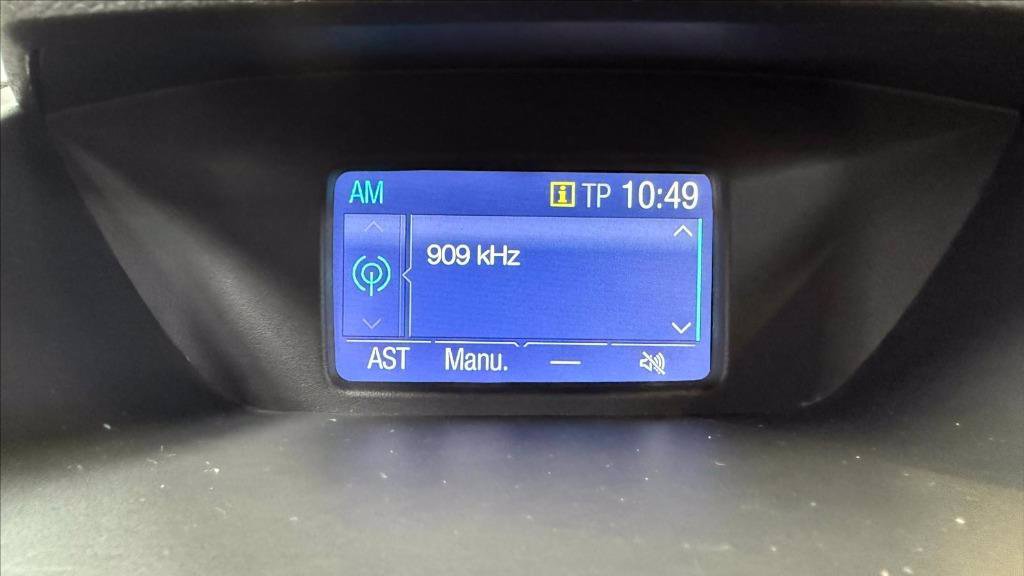 AM i TP 10:49
909 kHz
AST Manu. —